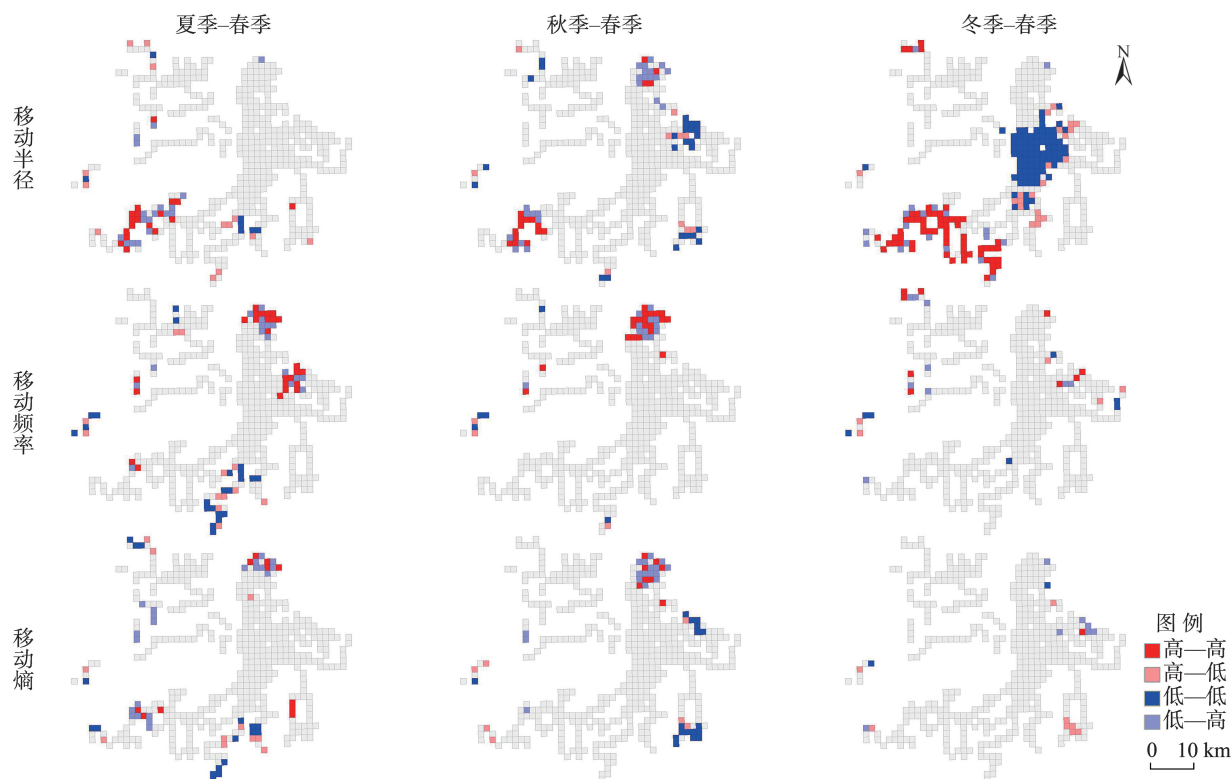 夏季–春季
秋季–春季
冬季–春季
N
移动半径
移动频率
移动熵
图 例
高—高
高—低
低—低
低—高
0 10 km